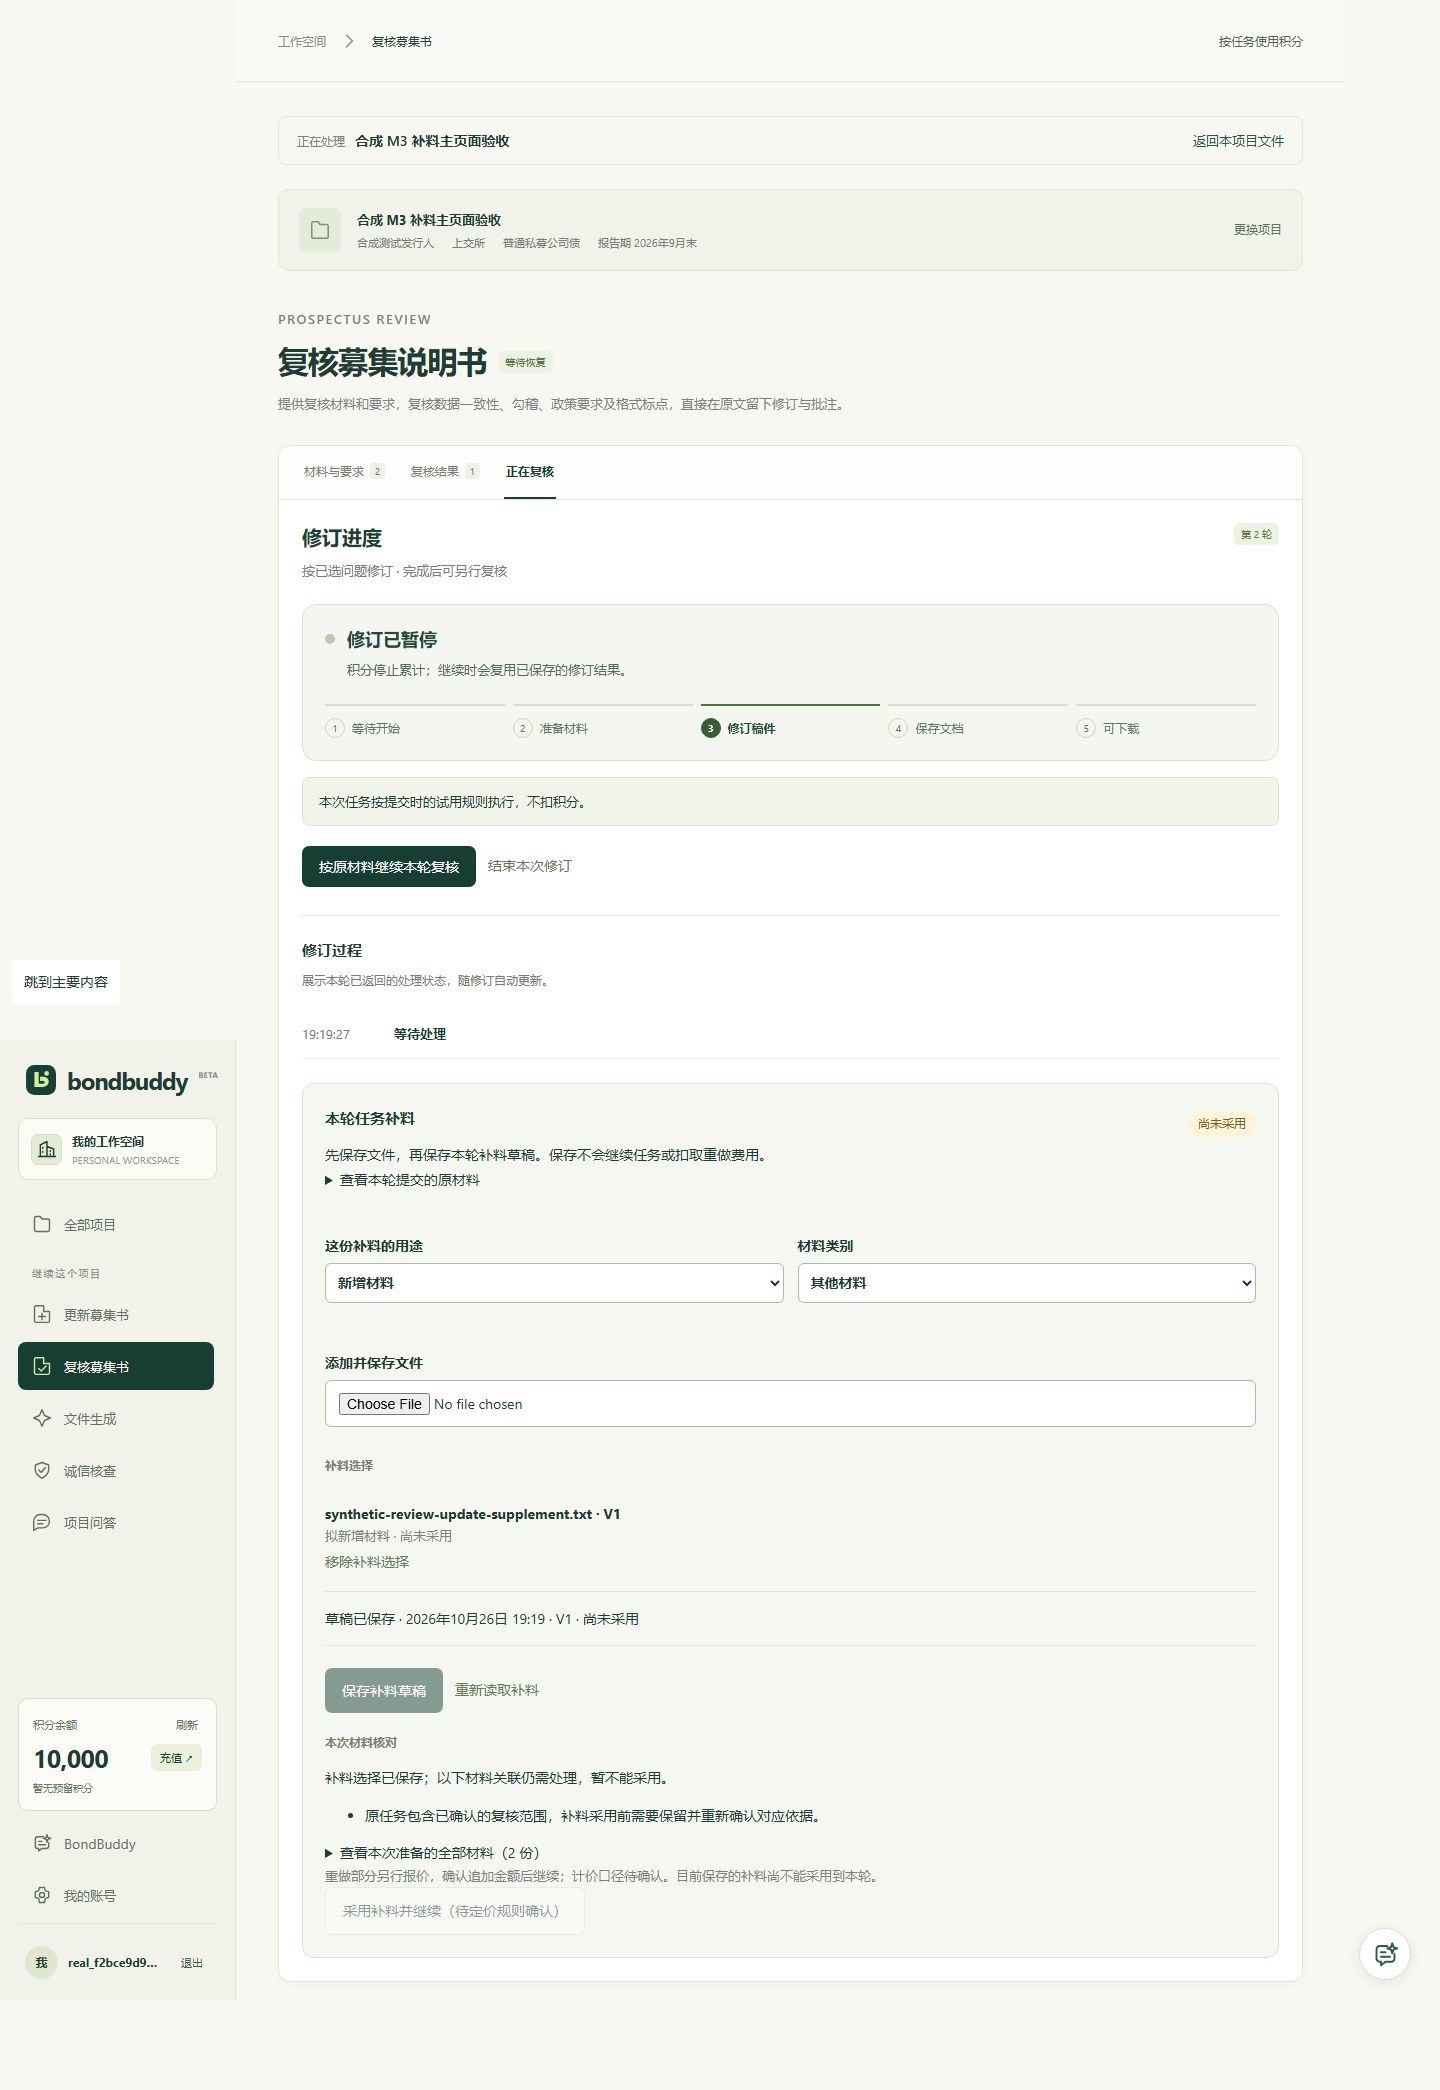 工作空间
复核募集书
按任务使用积分
正在处理 合成 M3 补料主页面验收
返回本项目文件
合成 M3 补料主页面验收
合成测试发行人 上交所 普通私募公司债 报告期 2026年9月末
更换项目
PROSPECTUS REVIEW
复核募集说明书 等待恢复
提供复核材料和要求，复核数据一致性、勾稽、政策要求及格式标点，直接在原文留下修订与批注。
材料与要求 2 复核结果 1 正在复核
修订进度
第 2 轮
按已选问题修订 · 完成后可另行复核
修订已暂停
积分停止累计；继续时会复用已保存的修订结果。
1 等待开始 2 准备材料 3 修订稿件 4 保存文档 5 可下载
本次任务按提交时的试用规则执行，不扣积分。
按原材料继续本轮复核 结束本次修订
修订过程
展示本轮已返回的处理状态，随修订自动更新。
19:19:27 等待处理
本轮任务补料
尚未采用
先保存文件，再保存本轮补料草稿。保存不会继续任务或扣取重做费用。
查看本轮提交的原材料
这份补料的用途 材料类别
新增材料 其他材料
添加并保存文件
Choose File No file chosen
补料选择
synthetic-review-update-supplement.txt · V1
拟新增材料 · 尚未采用
移除补料选择
草稿已保存 · 2026年10月26日 19:19 · V1 · 尚未采用
保存补料草稿 重新读取补料
本次材料核对
补料选择已保存；以下材料关联仍需处理，暂不能采用。
• 原任务包含已确认的复核范围，补料采用前需要保留并重新确认对应依据。
查看本次准备的全部材料（2 份）
重做部分另行报价，确认追加金额后继续；计价口径待确认。目前保存的补料尚不能采用到本轮。
采用补料并继续（待定价规则确认）
跳到主要内容
bondbuddy BETA
我的工作空间
PERSONAL WORKSPACE
全部项目
继续这个项目
更新募集书
复核募集书
文件生成
诚信核查
项目问答
积分余额 刷新
10,000 充值 ↗
暂无预留积分
BondBuddy
我的账号
我 real_f2bce9d9... 退出